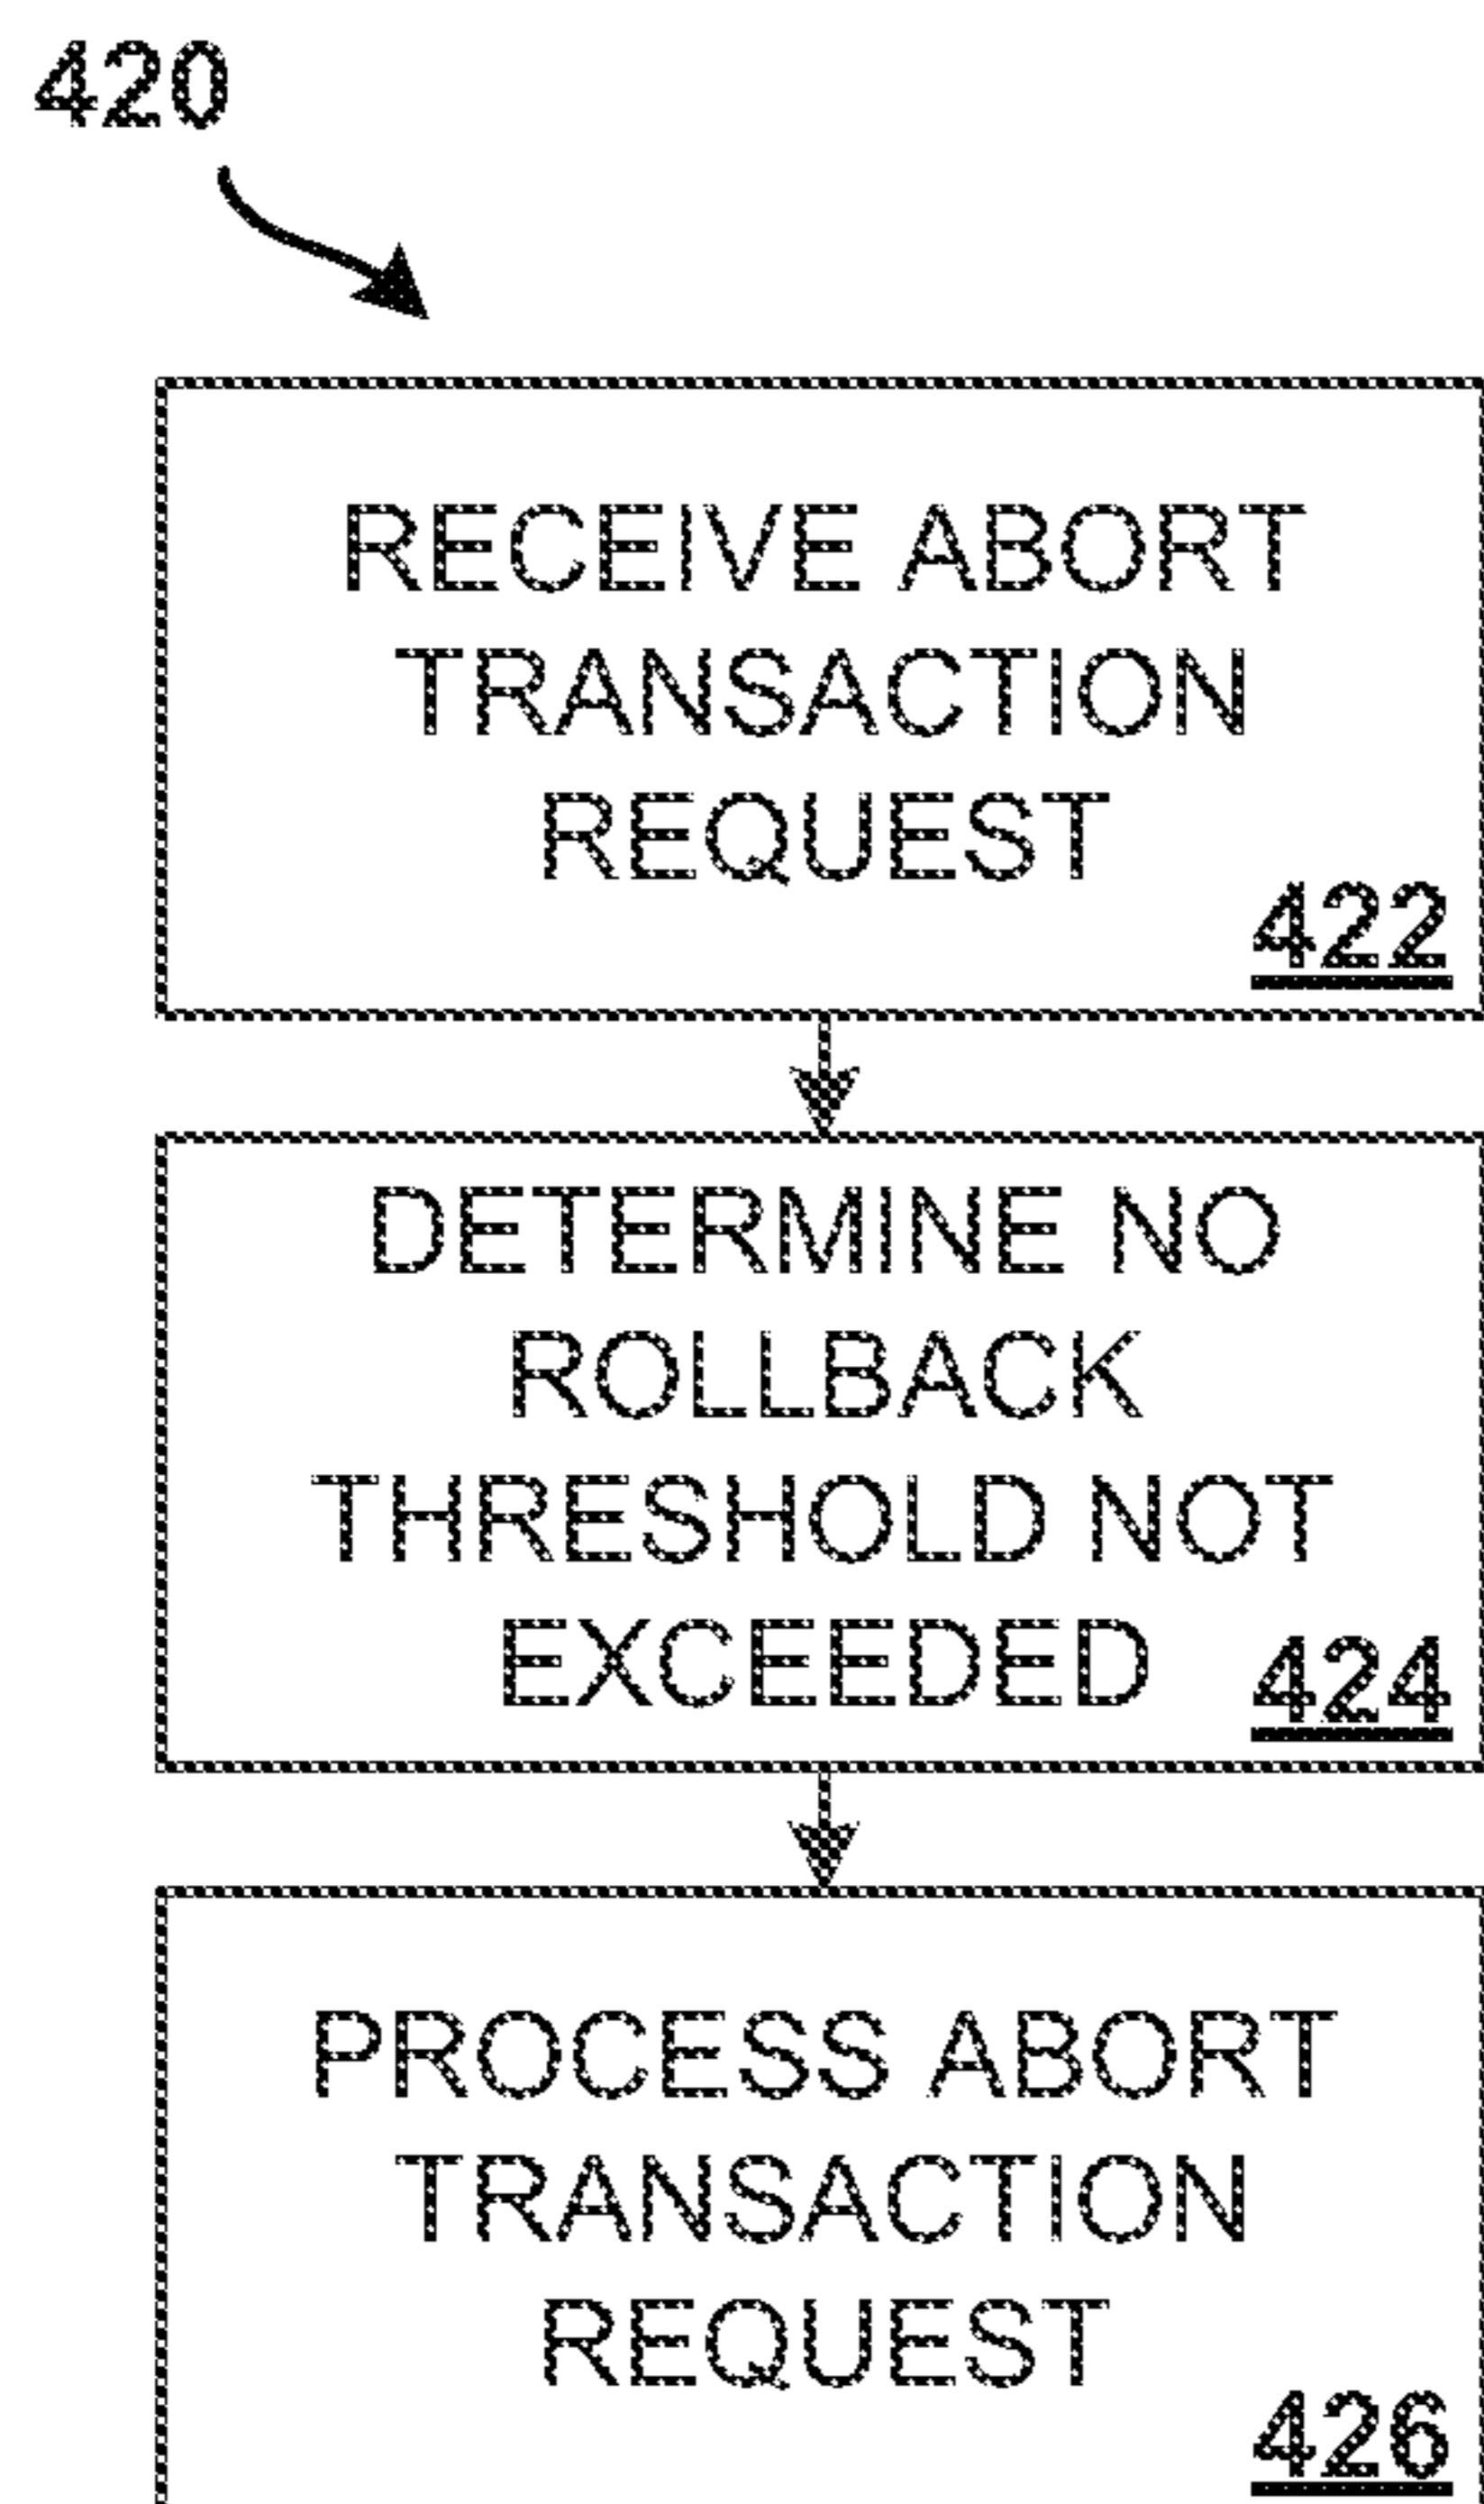 420
RECEIVE ABORT
TRANSACTION
REQUEST
422
DETERMINE NO
ROLLBACK
THRESHOLD NOT
EXCEEDED
424
PROCESS ABORT
TRANSACTION
REQUEST
426